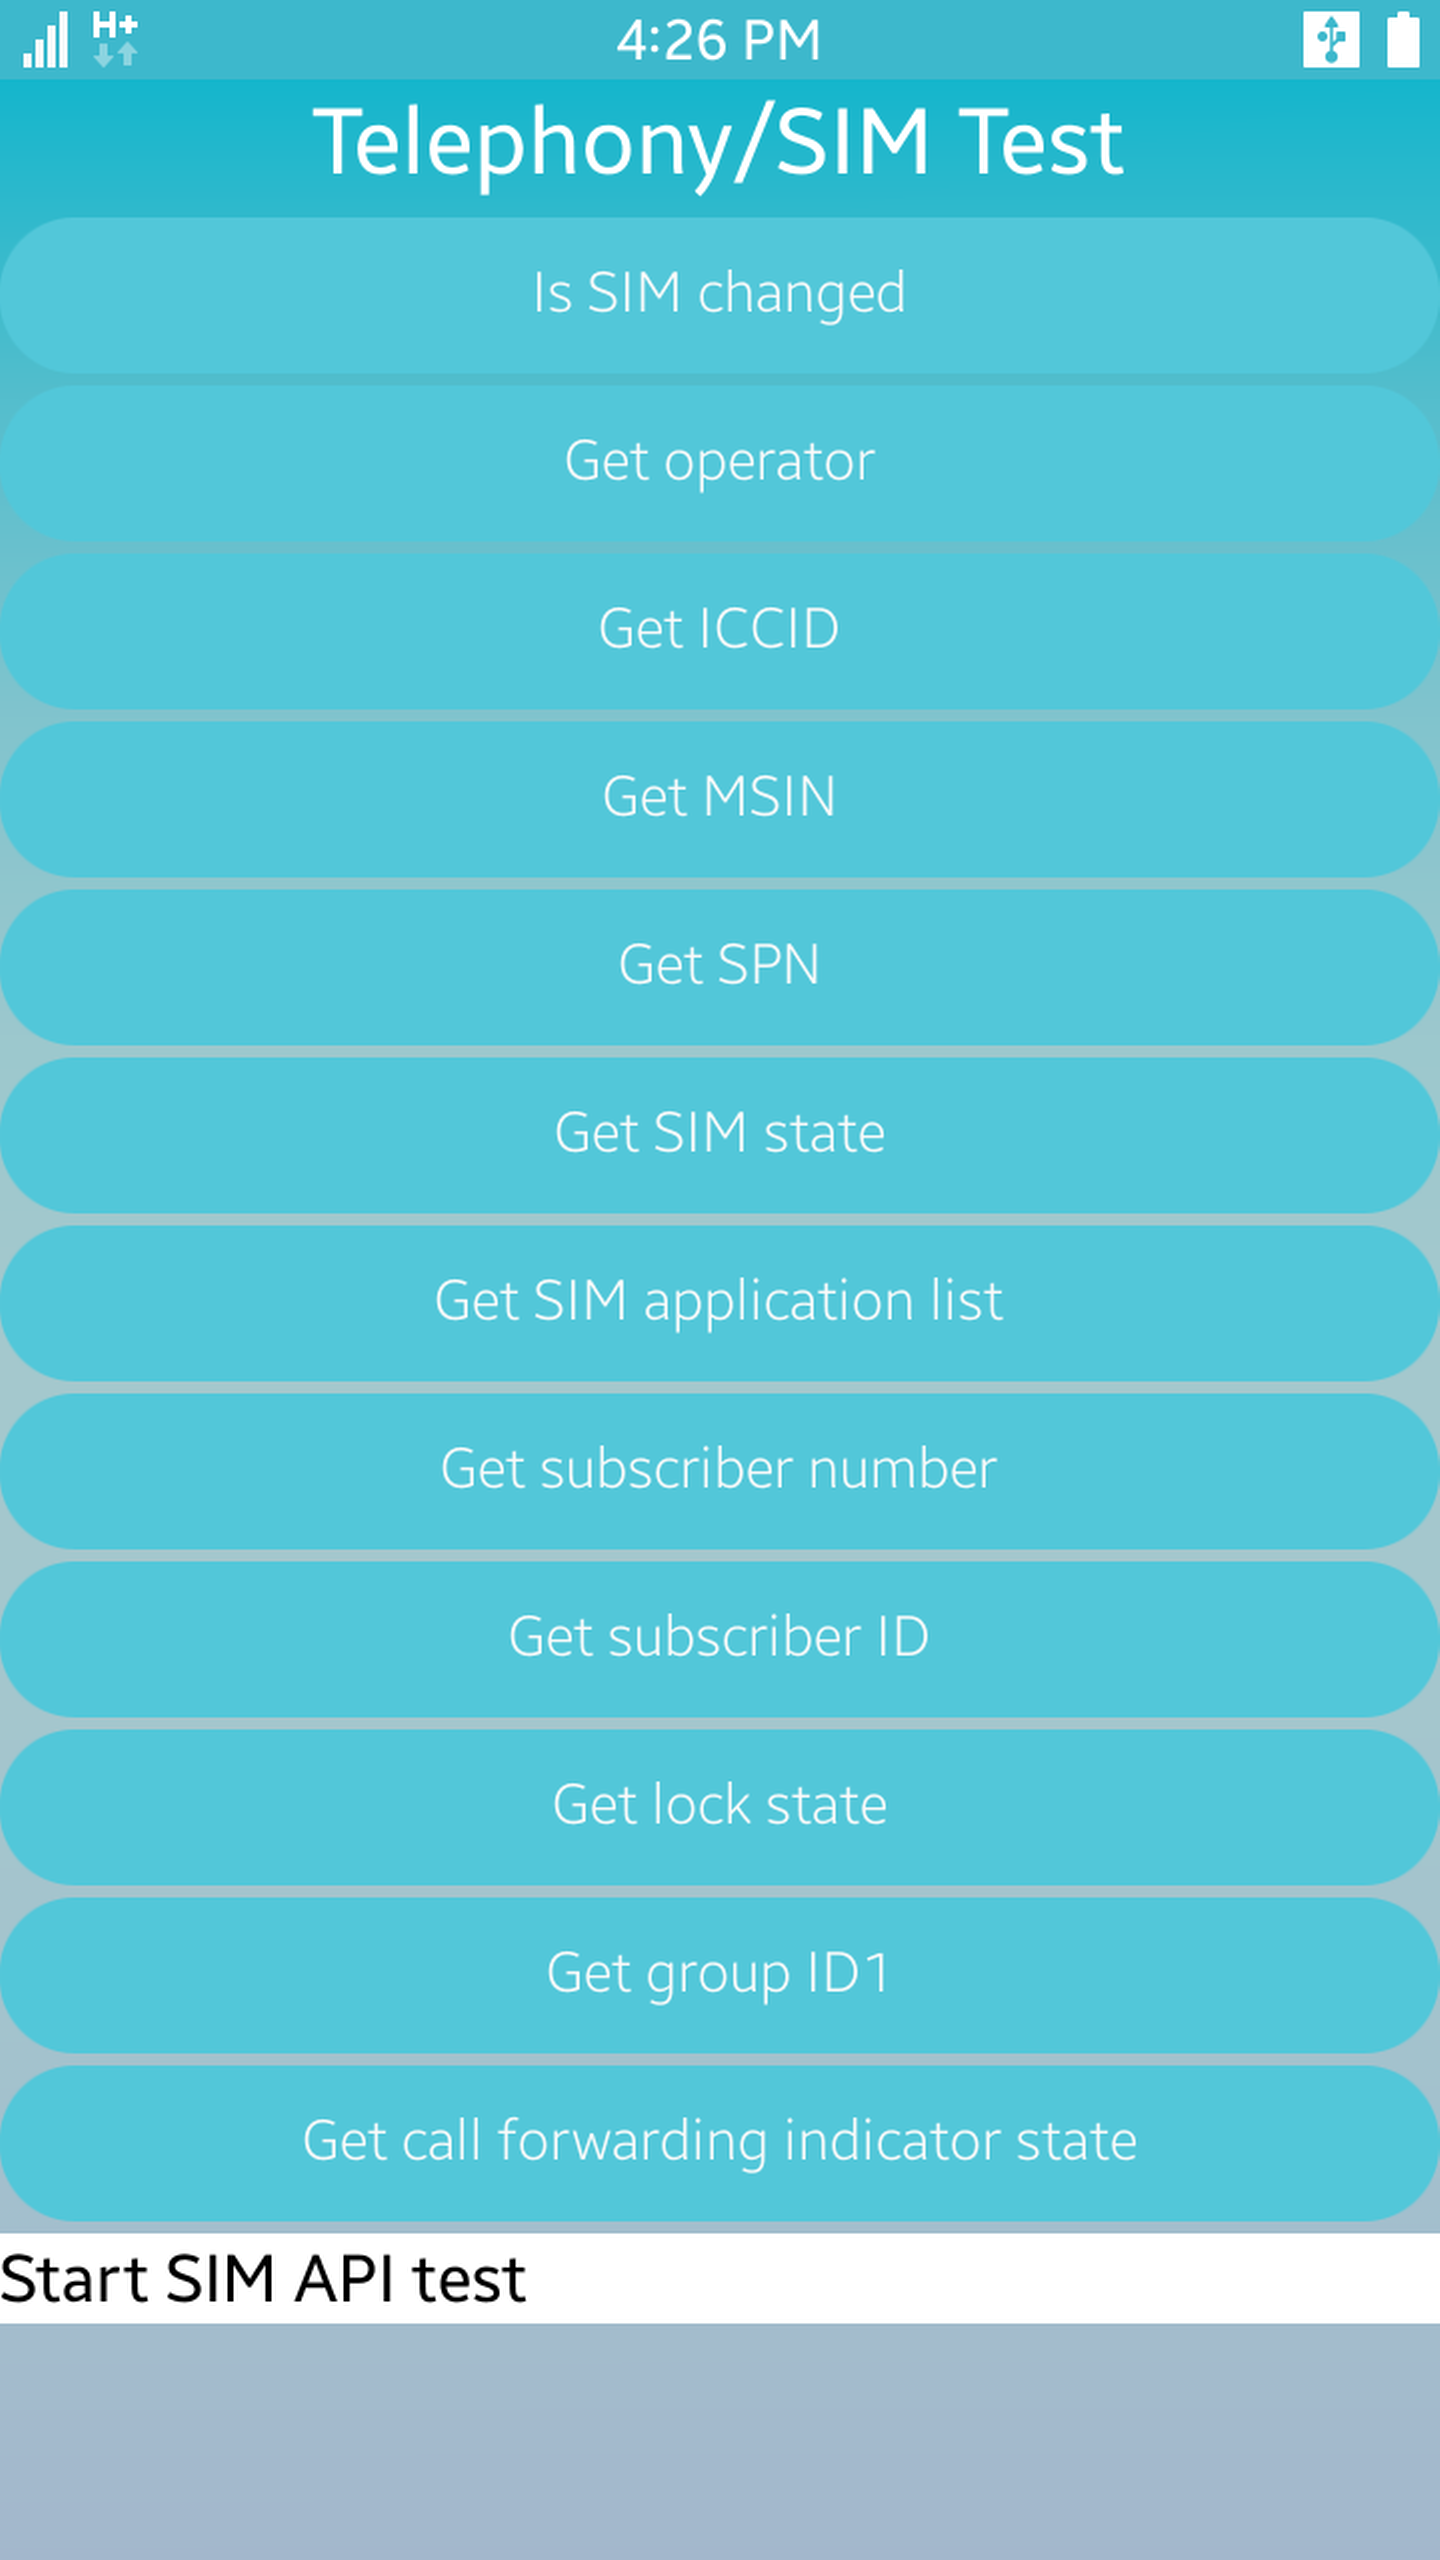 H+
4:26 PM
Telephony/SIM Test
Is SIM changed
Get operator
Get ICCID
Get MSIN
Get SPN
Get SIM state
Get SIM application list
Get subscriber number
Get subscriber ID
Get lock state
Get group ID1
Get call forwarding indicator state
Start SIM API test